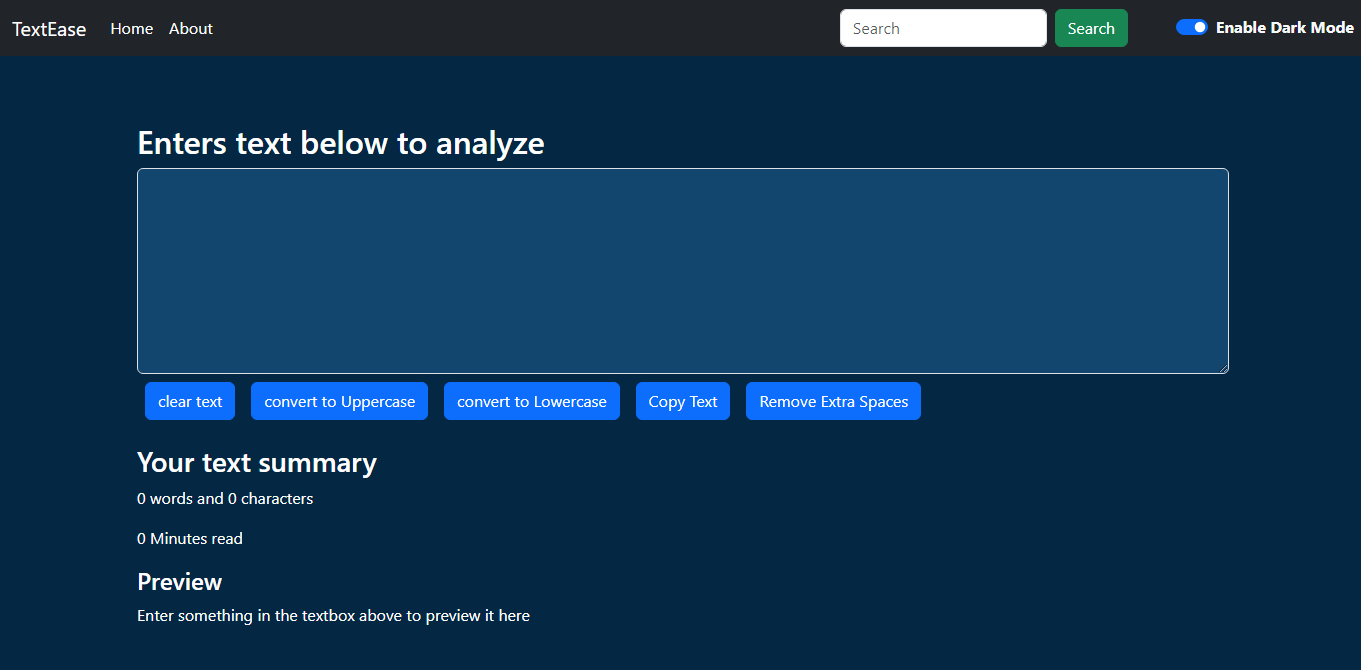 TextEase Home About Search Search Enable Dark Mode
Enters text below to analyze
clear text convert to Uppercase convert to Lowercase Copy Text Remove Extra Spaces
Your text summary
0 words and 0 characters
0 Minutes read
Preview
Enter something in the textbox above to preview it here